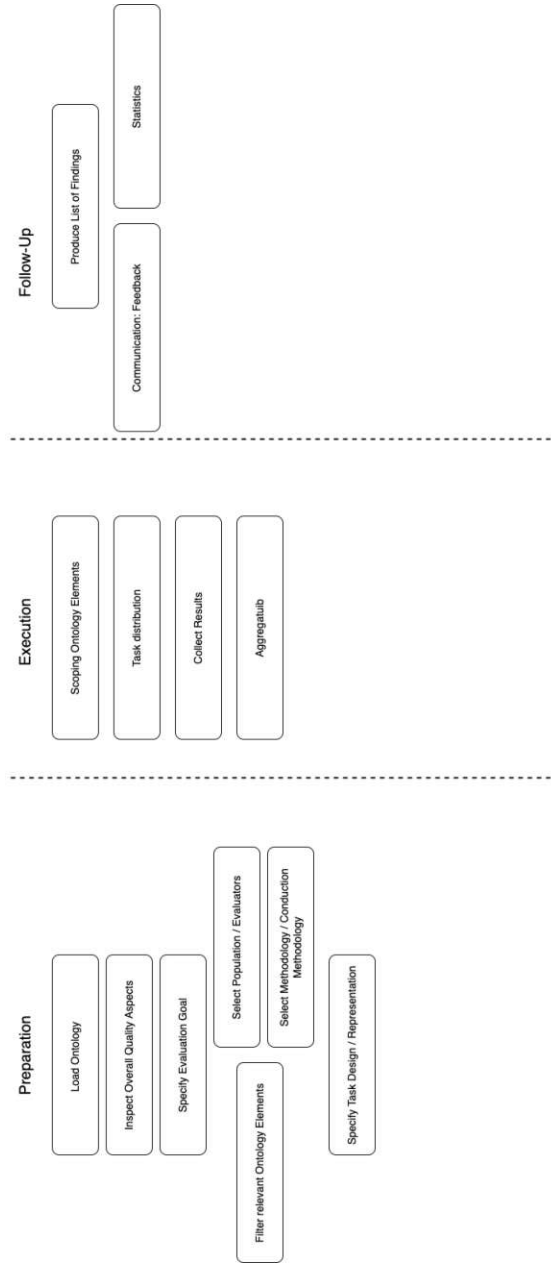 Preparation
Load Ontology
Inspect Overall Quality Aspects
Specify Evaluation Goal
Filter relevant Ontology Elements
Select Population / Evaluators
Select Methodology / Conduction
Methodology
Specify Task Design / Representation
Execution
Scoping Ontology Elements
Task distribution
Collect Results
Aggregatuib
Follow-Up
Produce List of Findings
Communication: Feedback
Statistics